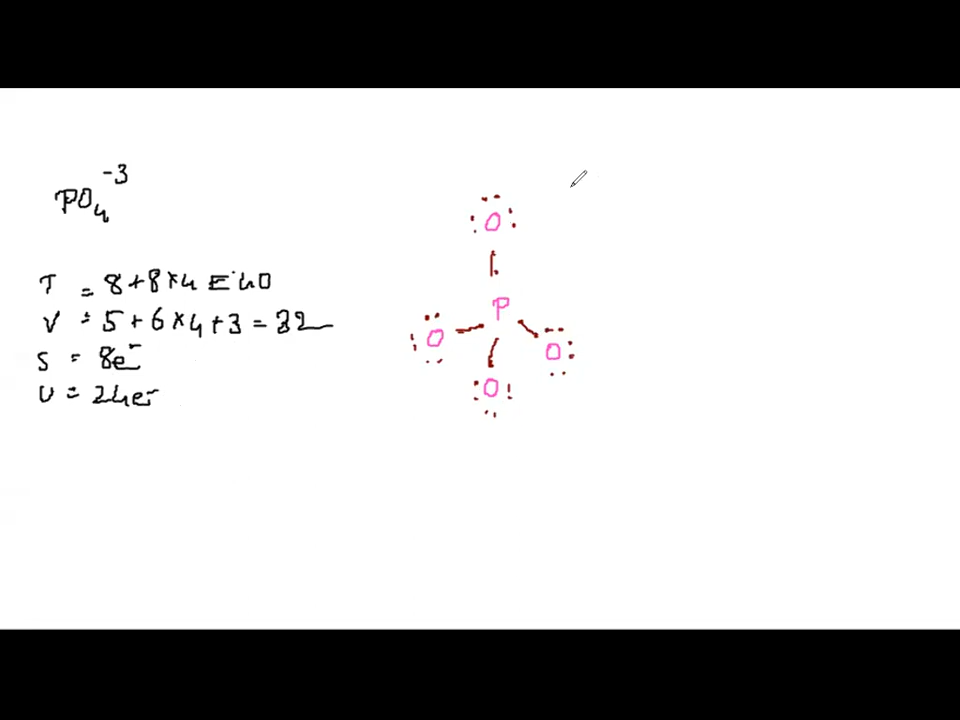 PO₄⁻³
T = 8+8×4 = 40
V = 5+6×4+3 = 32
S = 8e⁻
U = 24e⁻
O
P
O
O
O